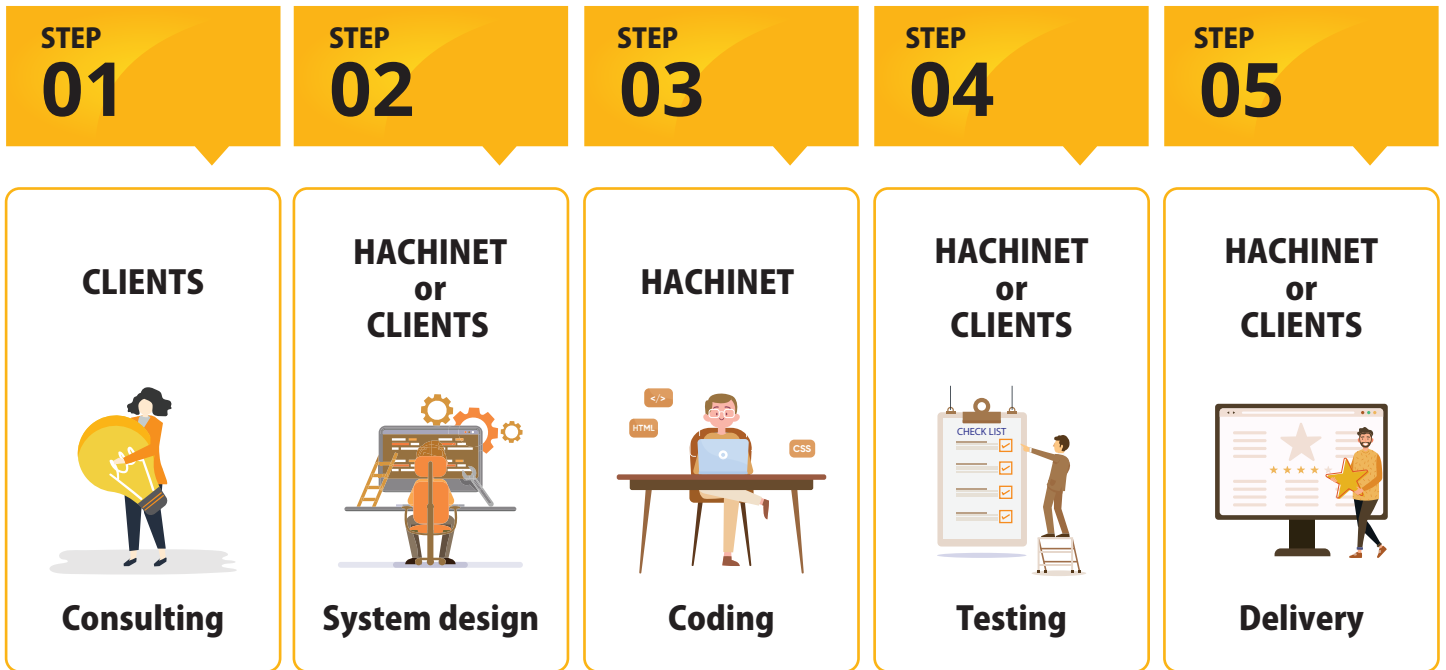 STEP
01
STEP
02
STEP
03
STEP
04
STEP
05
CLIENTS
Consulting
HACHINET
or
CLIENTS
System design
HACHINET
</>
HTML
CSS
Coding
HACHINET
or
CLIENTS
CHECK LIST
Testing
HACHINET
or
CLIENTS
Delivery